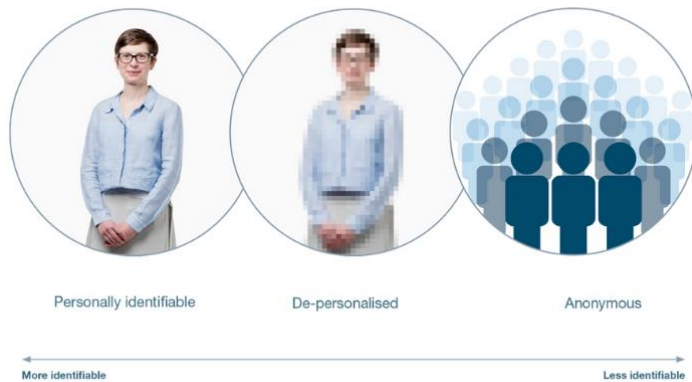 Personally identifiable
De-personalised
Anonymous
More identifiable
Less identifiable